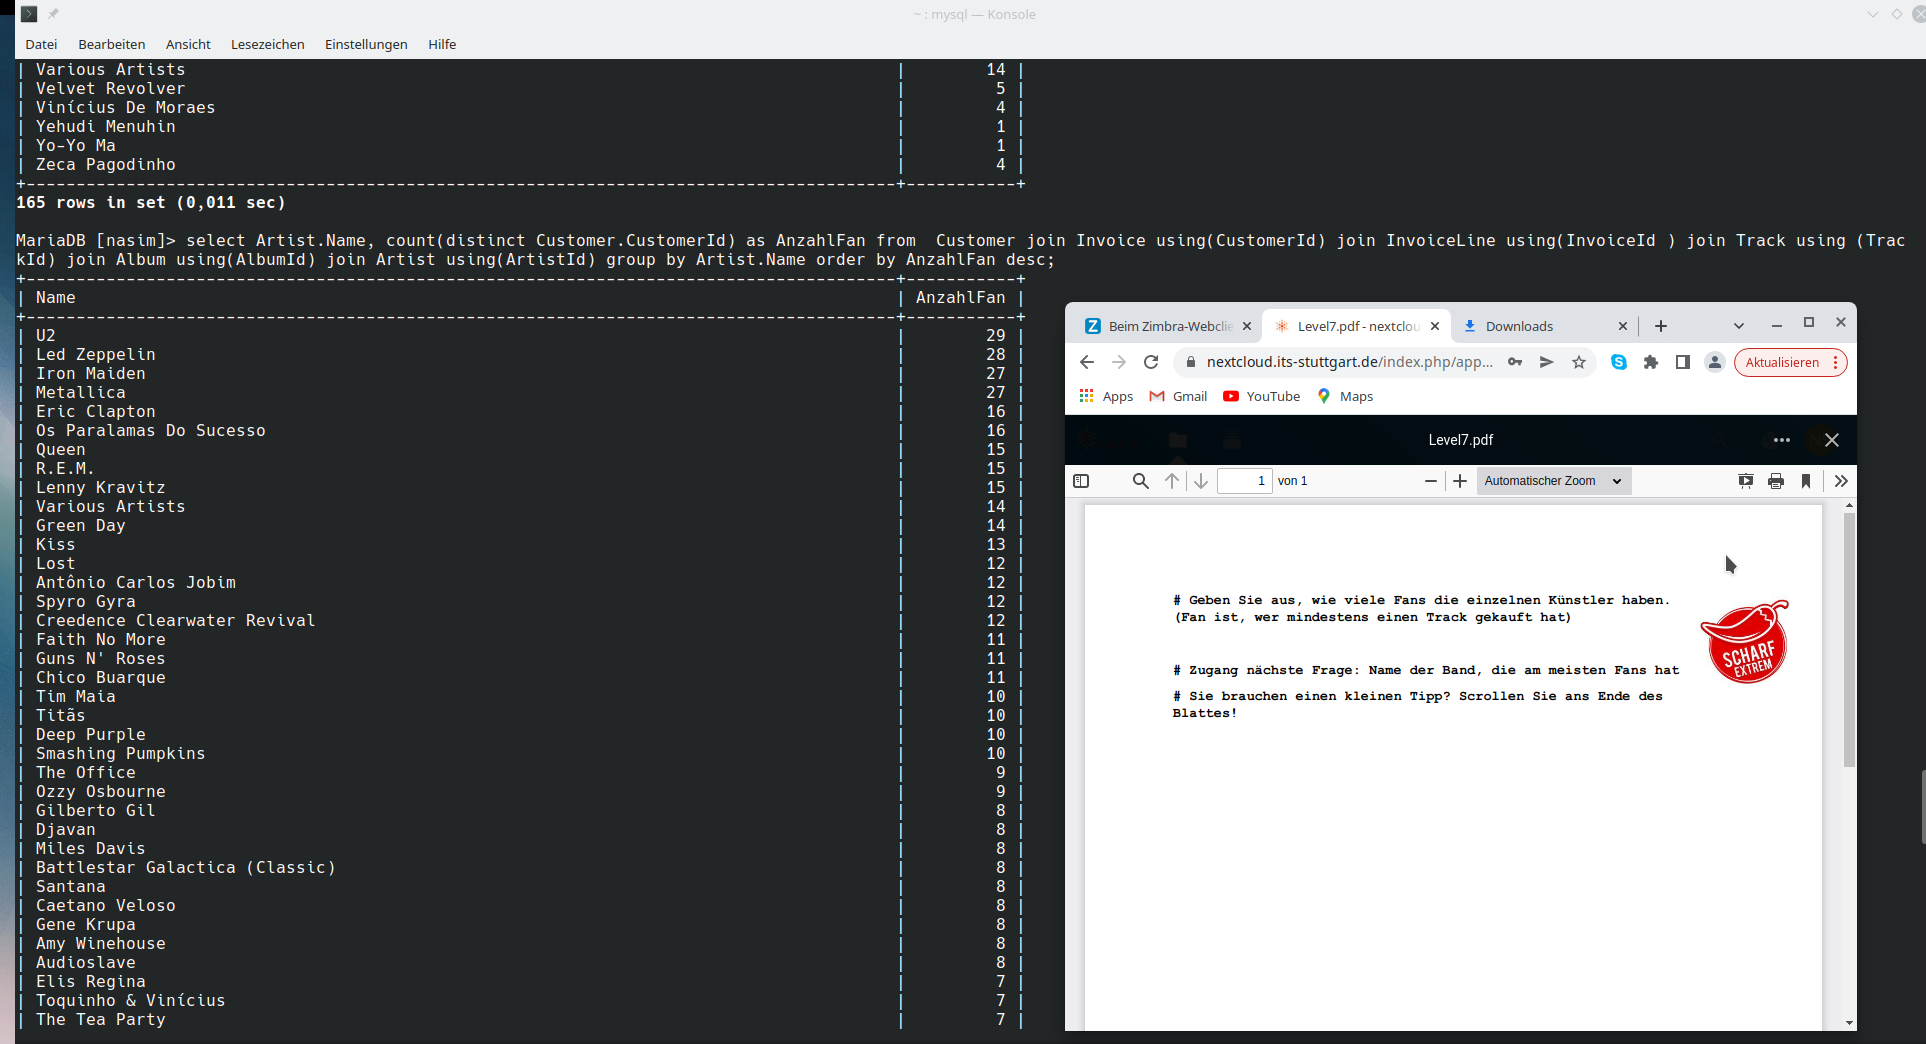 ~ : mysql — Konsole
Datei Bearbeiten Ansicht Lesezeichen Einstellungen Hilfe
| Various Artists | 14 |
| Velvet Revolver | 5 |
| Vinícius De Moraes | 4 |
| Yehudi Menuhin | 1 |
| Yo-Yo Ma | 1 |
| Zeca Pagodinho | 4 |
165 rows in set (0,011 sec)
MariaDB [nasim]> select Artist.Name, count(distinct Customer.CustomerId) as AnzahlFan from  Customer join Invoice using(CustomerId) join InvoiceLine using(InvoiceId ) join Track using (Trac
kId) join Album using(AlbumId) join Artist using(ArtistId) group by Artist.Name order by AnzahlFan desc;
| Name | AnzahlFan |
| U2 | 29 |
| Led Zeppelin | 28 |
| Iron Maiden | 27 |
| Metallica | 27 |
| Eric Clapton | 16 |
| Os Paralamas Do Sucesso | 16 |
| Queen | 15 |
| R.E.M. | 15 |
| Lenny Kravitz | 15 |
| Various Artists | 14 |
| Green Day | 14 |
| Kiss | 13 |
| Lost | 12 |
| Antônio Carlos Jobim | 12 |
| Spyro Gyra | 12 |
| Creedence Clearwater Revival | 12 |
| Faith No More | 11 |
| Guns N' Roses | 11 |
| Chico Buarque | 11 |
| Tim Maia | 10 |
| Titãs | 10 |
| Deep Purple | 10 |
| Smashing Pumpkins | 10 |
| The Office | 9 |
| Ozzy Osbourne | 9 |
| Gilberto Gil | 8 |
| Djavan | 8 |
| Miles Davis | 8 |
| Battlestar Galactica (Classic) | 8 |
| Santana | 8 |
| Caetano Veloso | 8 |
| Gene Krupa | 8 |
| Amy Winehouse | 8 |
| Audioslave | 8 |
| Elis Regina | 7 |
| Toquinho & Vinícius | 7 |
| The Tea Party | 7 |
Z Beim Zimbra-Webclie Level7.pdf - nextclou Downloads
nextcloud.its-stuttgart.de/index.php/app... Aktualisieren
Apps Gmail YouTube Maps
Level7.pdf
1 von 1 Automatischer Zoom
# Geben Sie aus, wie viele Fans die einzelnen Künstler haben.
(Fan ist, wer mindestens einen Track gekauft hat)
# Zugang nächste Frage: Name der Band, die am meisten Fans hat
# Sie brauchen einen kleinen Tipp? Scrollen Sie ans Ende des
Blattes!
SCHARF
EXTREM